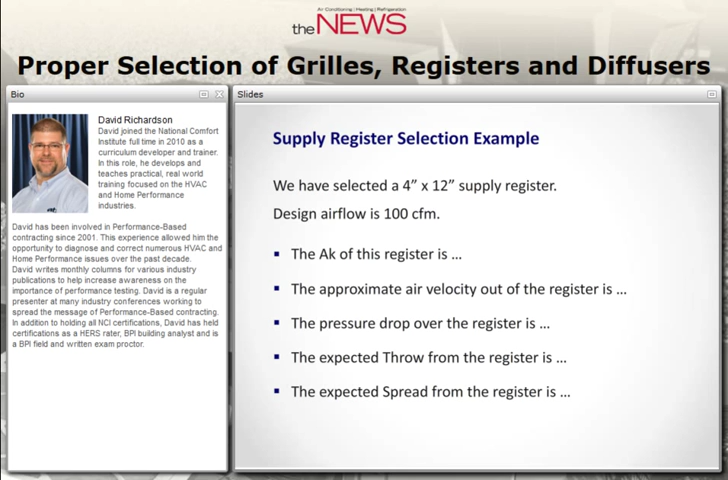 Air Conditioning | Heating | Refrigeration
the NEWS
Proper Selection of Grilles, Registers and Diffusers
Bio
David Richardson
David joined the National Comfort
Institute full time in 2010 as a
curriculum developer and trainer.
In this role, he develops and
teaches practical, real world
training focused on the HVAC
and Home Performance
industries.
David has been involved in Performance-Based
contracting since 2001. This experience allowed him the
opportunity to diagnose and correct numerous HVAC and
Home Performance issues over the past decade.
David writes monthly columns for various industry
publications to help increase awareness on the
importance of performance testing. David is a regular
presenter at many industry conferences working to
spread the message of Performance-Based contracting.
In addition to holding all NCI certifications, David has held
certifications as a HERS rater, BPI building analyst and is
a BPI field and written exam proctor.
Slides
Supply Register Selection Example
We have selected a 4” x 12” supply register.
Design airflow is 100 cfm.
▪ The Ak of this register is …
▪ The approximate air velocity out of the register is …
▪ The pressure drop over the register is …
▪ The expected Throw from the register is …
▪ The expected Spread from the register is …